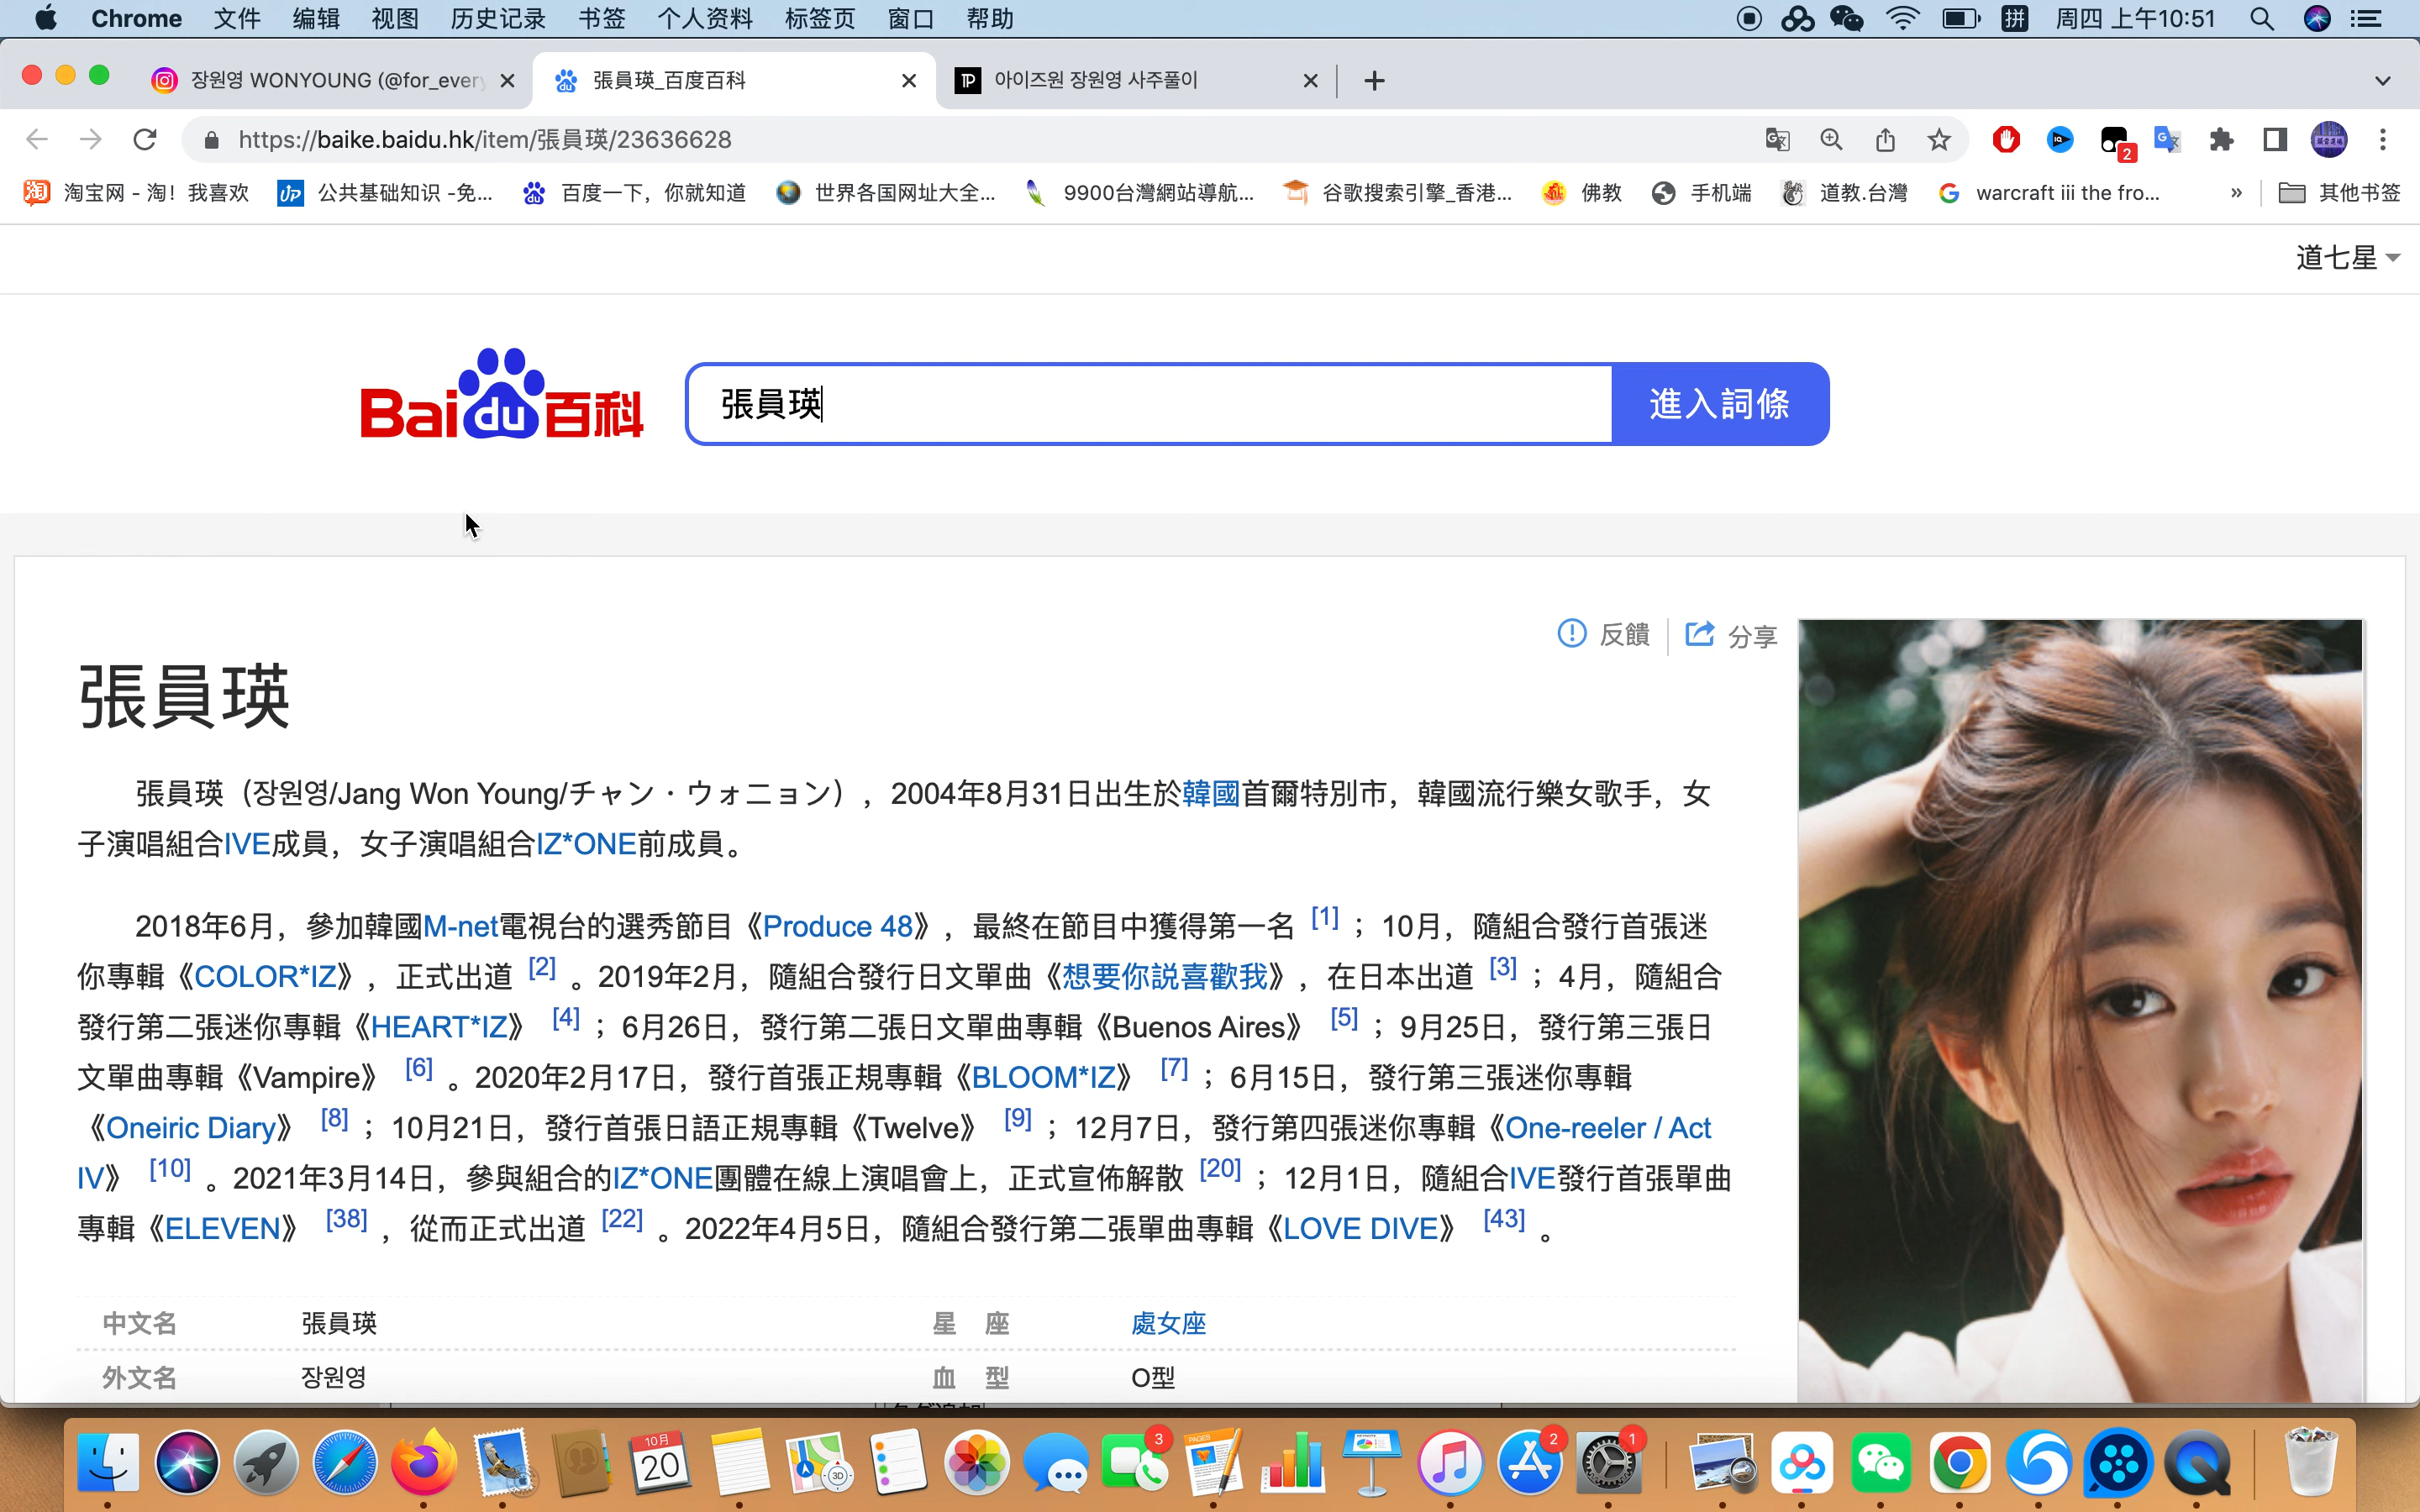 Chrome 文件 编辑 视图 历史记录 书签 个人资料 标签页 窗口 帮助 拼 周四 上午10:51
장원영 WONYOUNG (@for_every 張員瑛_百度百科 아이즈원 장원영 사주풀이
https://baike.baidu.hk/item/張員瑛/23636628 2
淘宝网 - 淘！我喜欢 公共基础知识 -免... 百度一下，你就知道 世界各国网址大全... 9900台灣網站導航... 谷歌搜索引擎_香港... 佛教 手机端 道教.台灣 warcraft iii the fro... » 其他书签
道七星
Baidu百科 張員瑛 進入詞條
反饋 分享
張員瑛
張員瑛（장원영/Jang Won Young/チャン・ウォニョン），2004年8月31日出生於韓國首爾特別市，韓國流行樂女歌手，女
子演唱組合IVE成員，女子演唱組合IZ*ONE前成員。
2018年6月，參加韓國M-net電視台的選秀節目《Produce 48》，最終在節目中獲得第一名 [1] ；10月，隨組合發行首張迷
你專輯《COLOR*IZ》，正式出道 [2] 。2019年2月，隨組合發行日文單曲《想要你説喜歡我》，在日本出道 [3] ；4月，隨組合
發行第二張迷你專輯《HEART*IZ》 [4] ；6月26日，發行第二張日文單曲專輯《Buenos Aires》 [5] ；9月25日，發行第三張日
文單曲專輯《Vampire》 [6] 。2020年2月17日，發行首張正規專輯《BLOOM*IZ》 [7] ；6月15日，發行第三張迷你專輯
《Oneiric Diary》 [8] ；10月21日，發行首張日語正規專輯《Twelve》 [9] ；12月7日，發行第四張迷你專輯《One-reeler / Act
IV》 [10] 。2021年3月14日，參與組合的IZ*ONE團體在線上演唱會上，正式宣佈解散 [20] ；12月1日，隨組合IVE發行首張單曲
專輯《ELEVEN》 [38] ，從而正式出道 [22] 。2022年4月5日，隨組合發行第二張單曲專輯《LOVE DIVE》 [43] 。
中文名 張員瑛 星 座 處女座
外文名 장원영 血 型 O型
10月 20 3D 3 PAGES 2 1